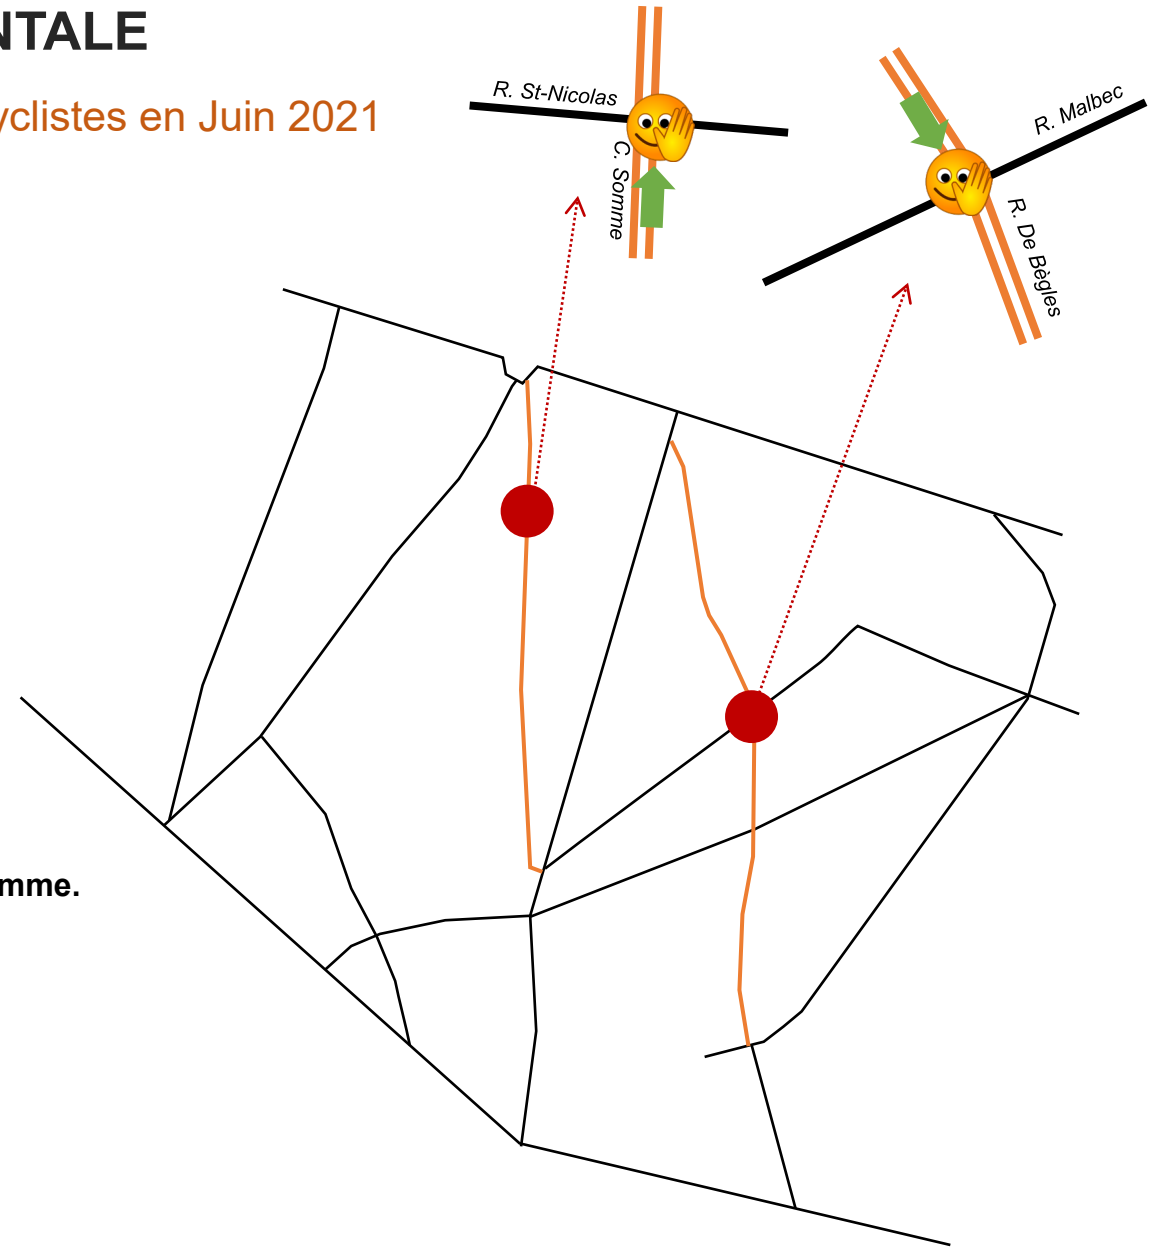 NTALE
yclistes en Juin 2021
R. St-Nicolas
C. Somme
R. Malbec
R. De Bègles
mme.